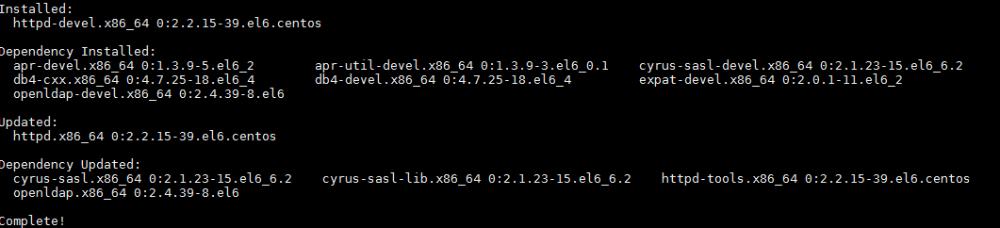 Installed:
httpd-devel.x86_64 0:2.2.15-39.el6.centos
Dependency Installed:
apr-devel.x86_64 0:1.3.9-5.el6_2 apr-util-devel.x86_64 0:1.3.9-3.el6_0.1 cyrus-sasl-devel.x86_64 0:2.1.23-15.el6_6.2
db4-cxx.x86_64 0:4.7.25-18.el6_4 db4-devel.x86_64 0:4.7.25-18.el6_4 expat-devel.x86_64 0:2.0.1-11.el6_2
openldap-devel.x86_64 0:2.4.39-8.el6
Updated:
httpd.x86_64 0:2.2.15-39.el6.centos
Dependency Updated:
cyrus-sasl.x86_64 0:2.1.23-15.el6_6.2 cyrus-sasl-lib.x86_64 0:2.1.23-15.el6_6.2 httpd-tools.x86_64 0:2.2.15-39.el6.centos
openldap.x86_64 0:2.4.39-8.el6
Complete!